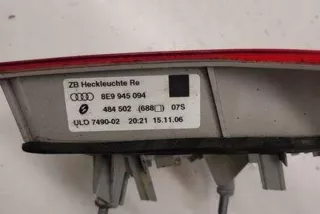 ZB Heckleuchte Re
8E9 945 094
484 502 (688□) 07S
ULO 7490-02 20:21 15.11.06